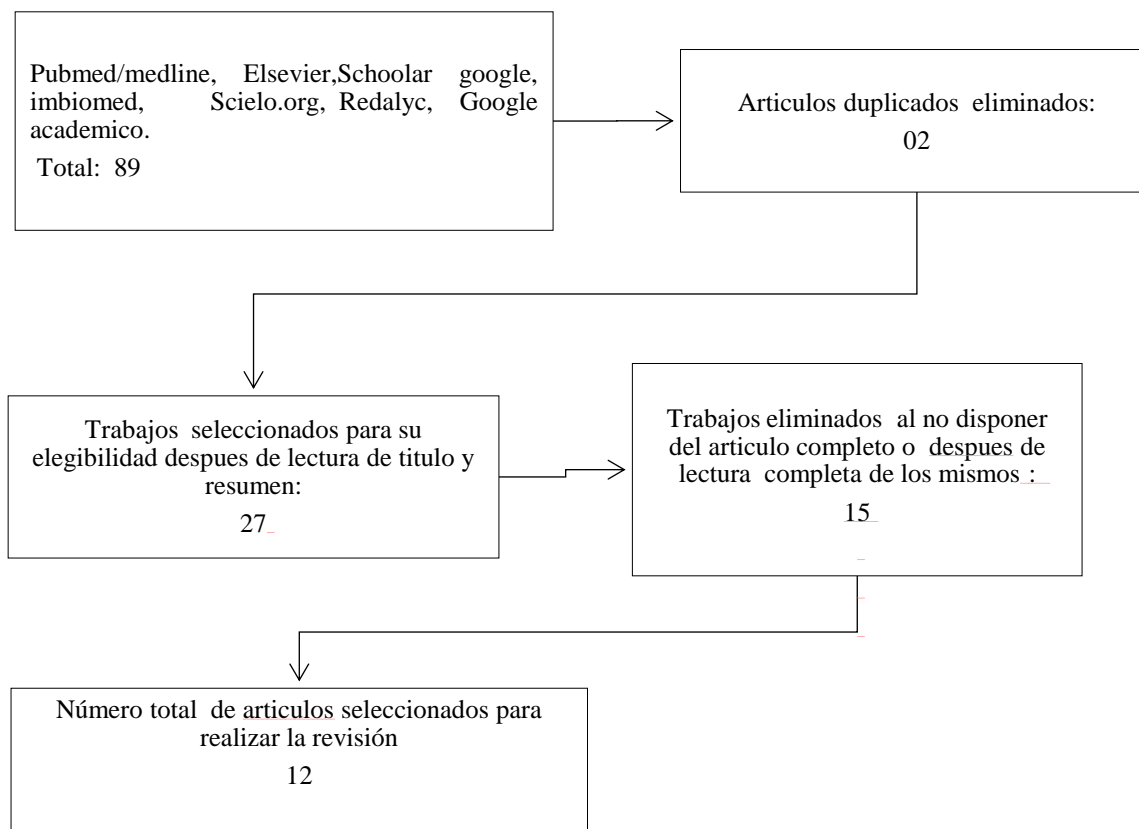 Pubmed/medline, Elsevier,Schoolar google,
imbiomed, Scielo.org, Redalyc, Google
academico.
Total: 89
Articulos duplicados eliminados:
02
Trabajos seleccionados para su
elegibilidad despues de lectura de titulo y
resumen:
27
Trabajos eliminados al no disponer
del articulo completo o despues de
lectura completa de los mismos :
15
Número total de articulos seleccionados para
realizar la revisión
12